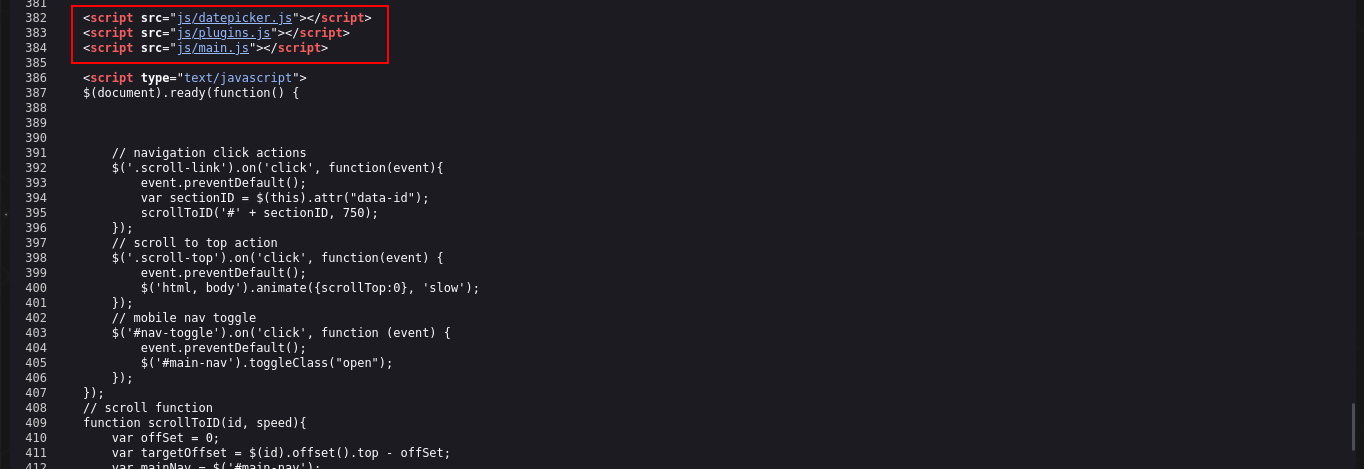 381
382 <script src="js/datepicker.js"></script>
383 <script src="js/plugins.js"></script>
384 <script src="js/main.js"></script>
385
386 <script type="text/javascript">
387 $(document).ready(function() {
388
389
390
391 // navigation click actions
392 $('.scroll-link').on('click', function(event){
393 event.preventDefault();
394 var sectionID = $(this).attr("data-id");
395 scrollToID('#' + sectionID, 750);
396 });
397 // scroll to top action
398 $('.scroll-top').on('click', function(event) {
399 event.preventDefault();
400 $('html, body').animate({scrollTop:0}, 'slow');
401 });
402 // mobile nav toggle
403 $('#nav-toggle').on('click', function (event) {
404 event.preventDefault();
405 $('#main-nav').toggleClass("open");
406 });
407 });
408 // scroll function
409 function scrollToID(id, speed){
410 var offSet = 0;
411 var targetOffset = $(id).offset().top - offSet;
412 var mainNav = $('#main-nav');